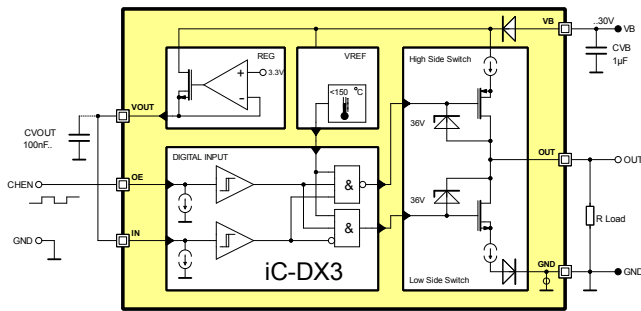 VB
..30V
VB
REG
VREF
High Side Switch
CVB
1µF
3.3V
<150 °C
VOUT
36V
CVOUT
100nF..
DIGITAL INPUT
OUT
OUT
CHEN
OE
&
36V
&
R Load
GND
IN
iC-DX3
GND
GND
Low Side Switch
+
-